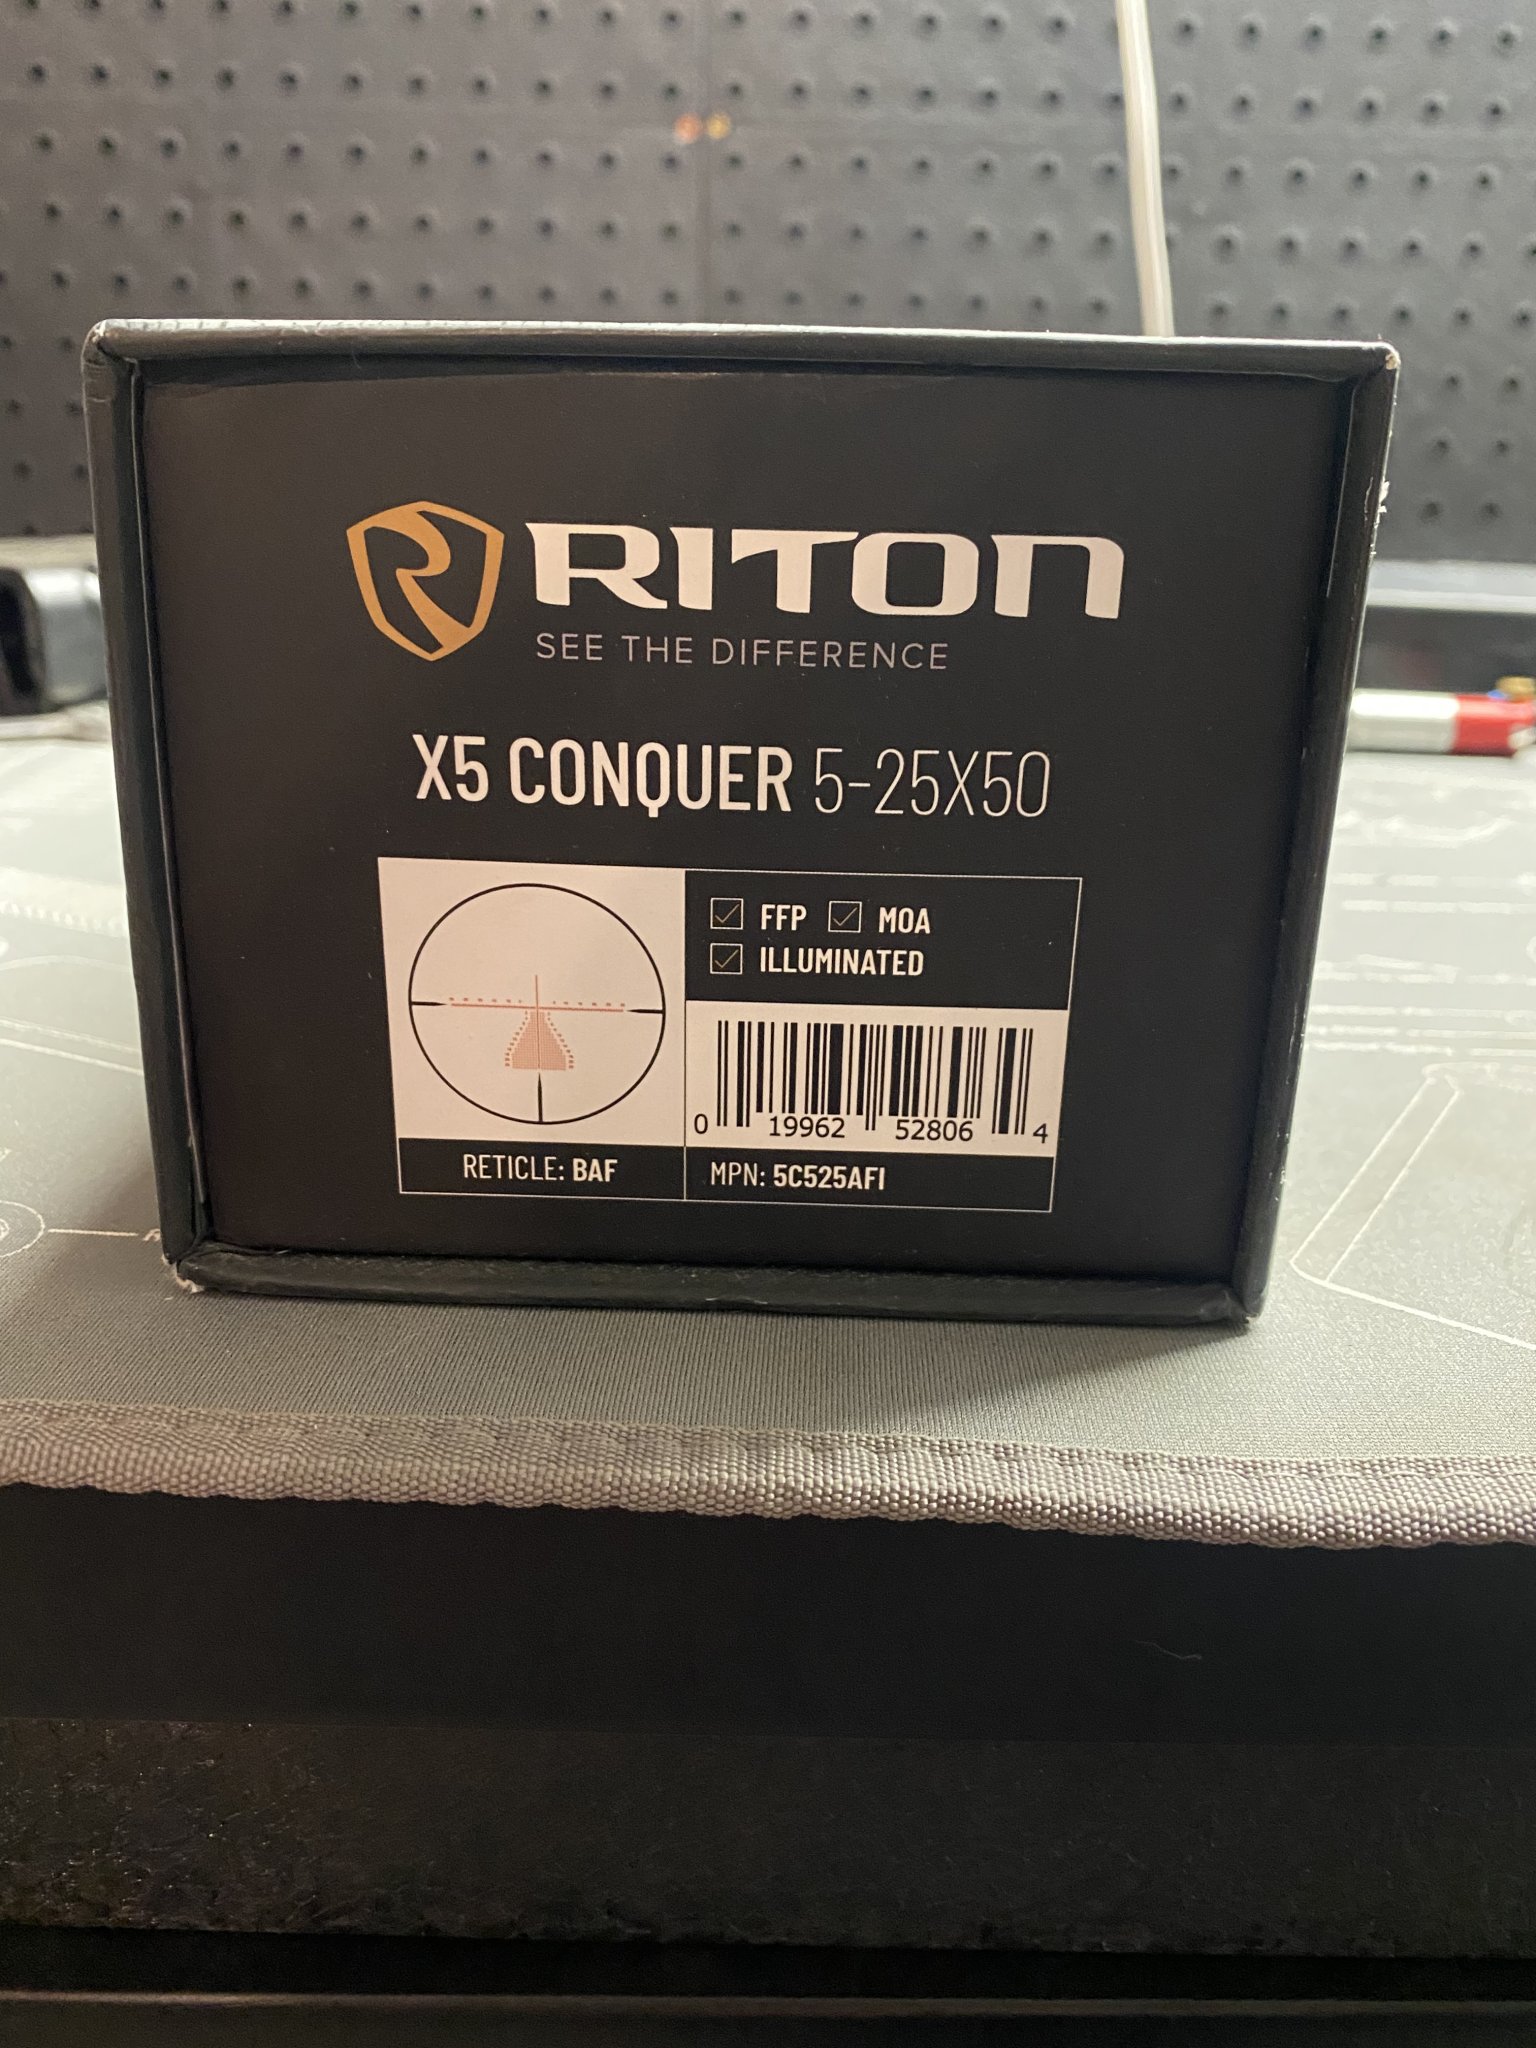 RITON
SEE THE DIFFERENCE
X5 CONQUER 5-25X50
FFP MOA
ILLUMINATED
0 19962 52806 4
RETICLE: BAF
MPN: 5C525AFI